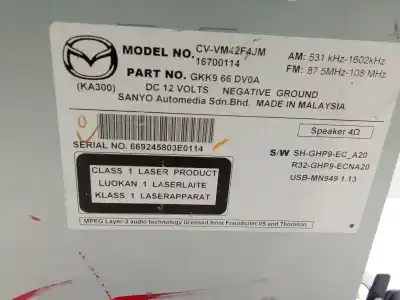 MODEL NO. CV-VM42F4JM
16700114
AM: 531 kHz-1602kHz
PART NO. GKK9 66 DV0A
FM: 87.5MHz-108 MHz
(KA300)
DC 12 VOLTS NEGATIVE GROUND
SANYO Automedia Sdn.Bhd. MADE IN MALAYSIA
0
Speaker 4Ω
SERIAL NO. 669245803E0114
S/W SH-GHP9-EC_A20
R32-GHP9-ECNA20
USB-MN949 1.13
CLASS 1 LASER PRODUCT
LUOKAN 1 LASERLAITE
KLASS 1 LASERAPPARAT
MPEG Layer-3 audio technology licensed from Fraunhofer IIS and Thomson